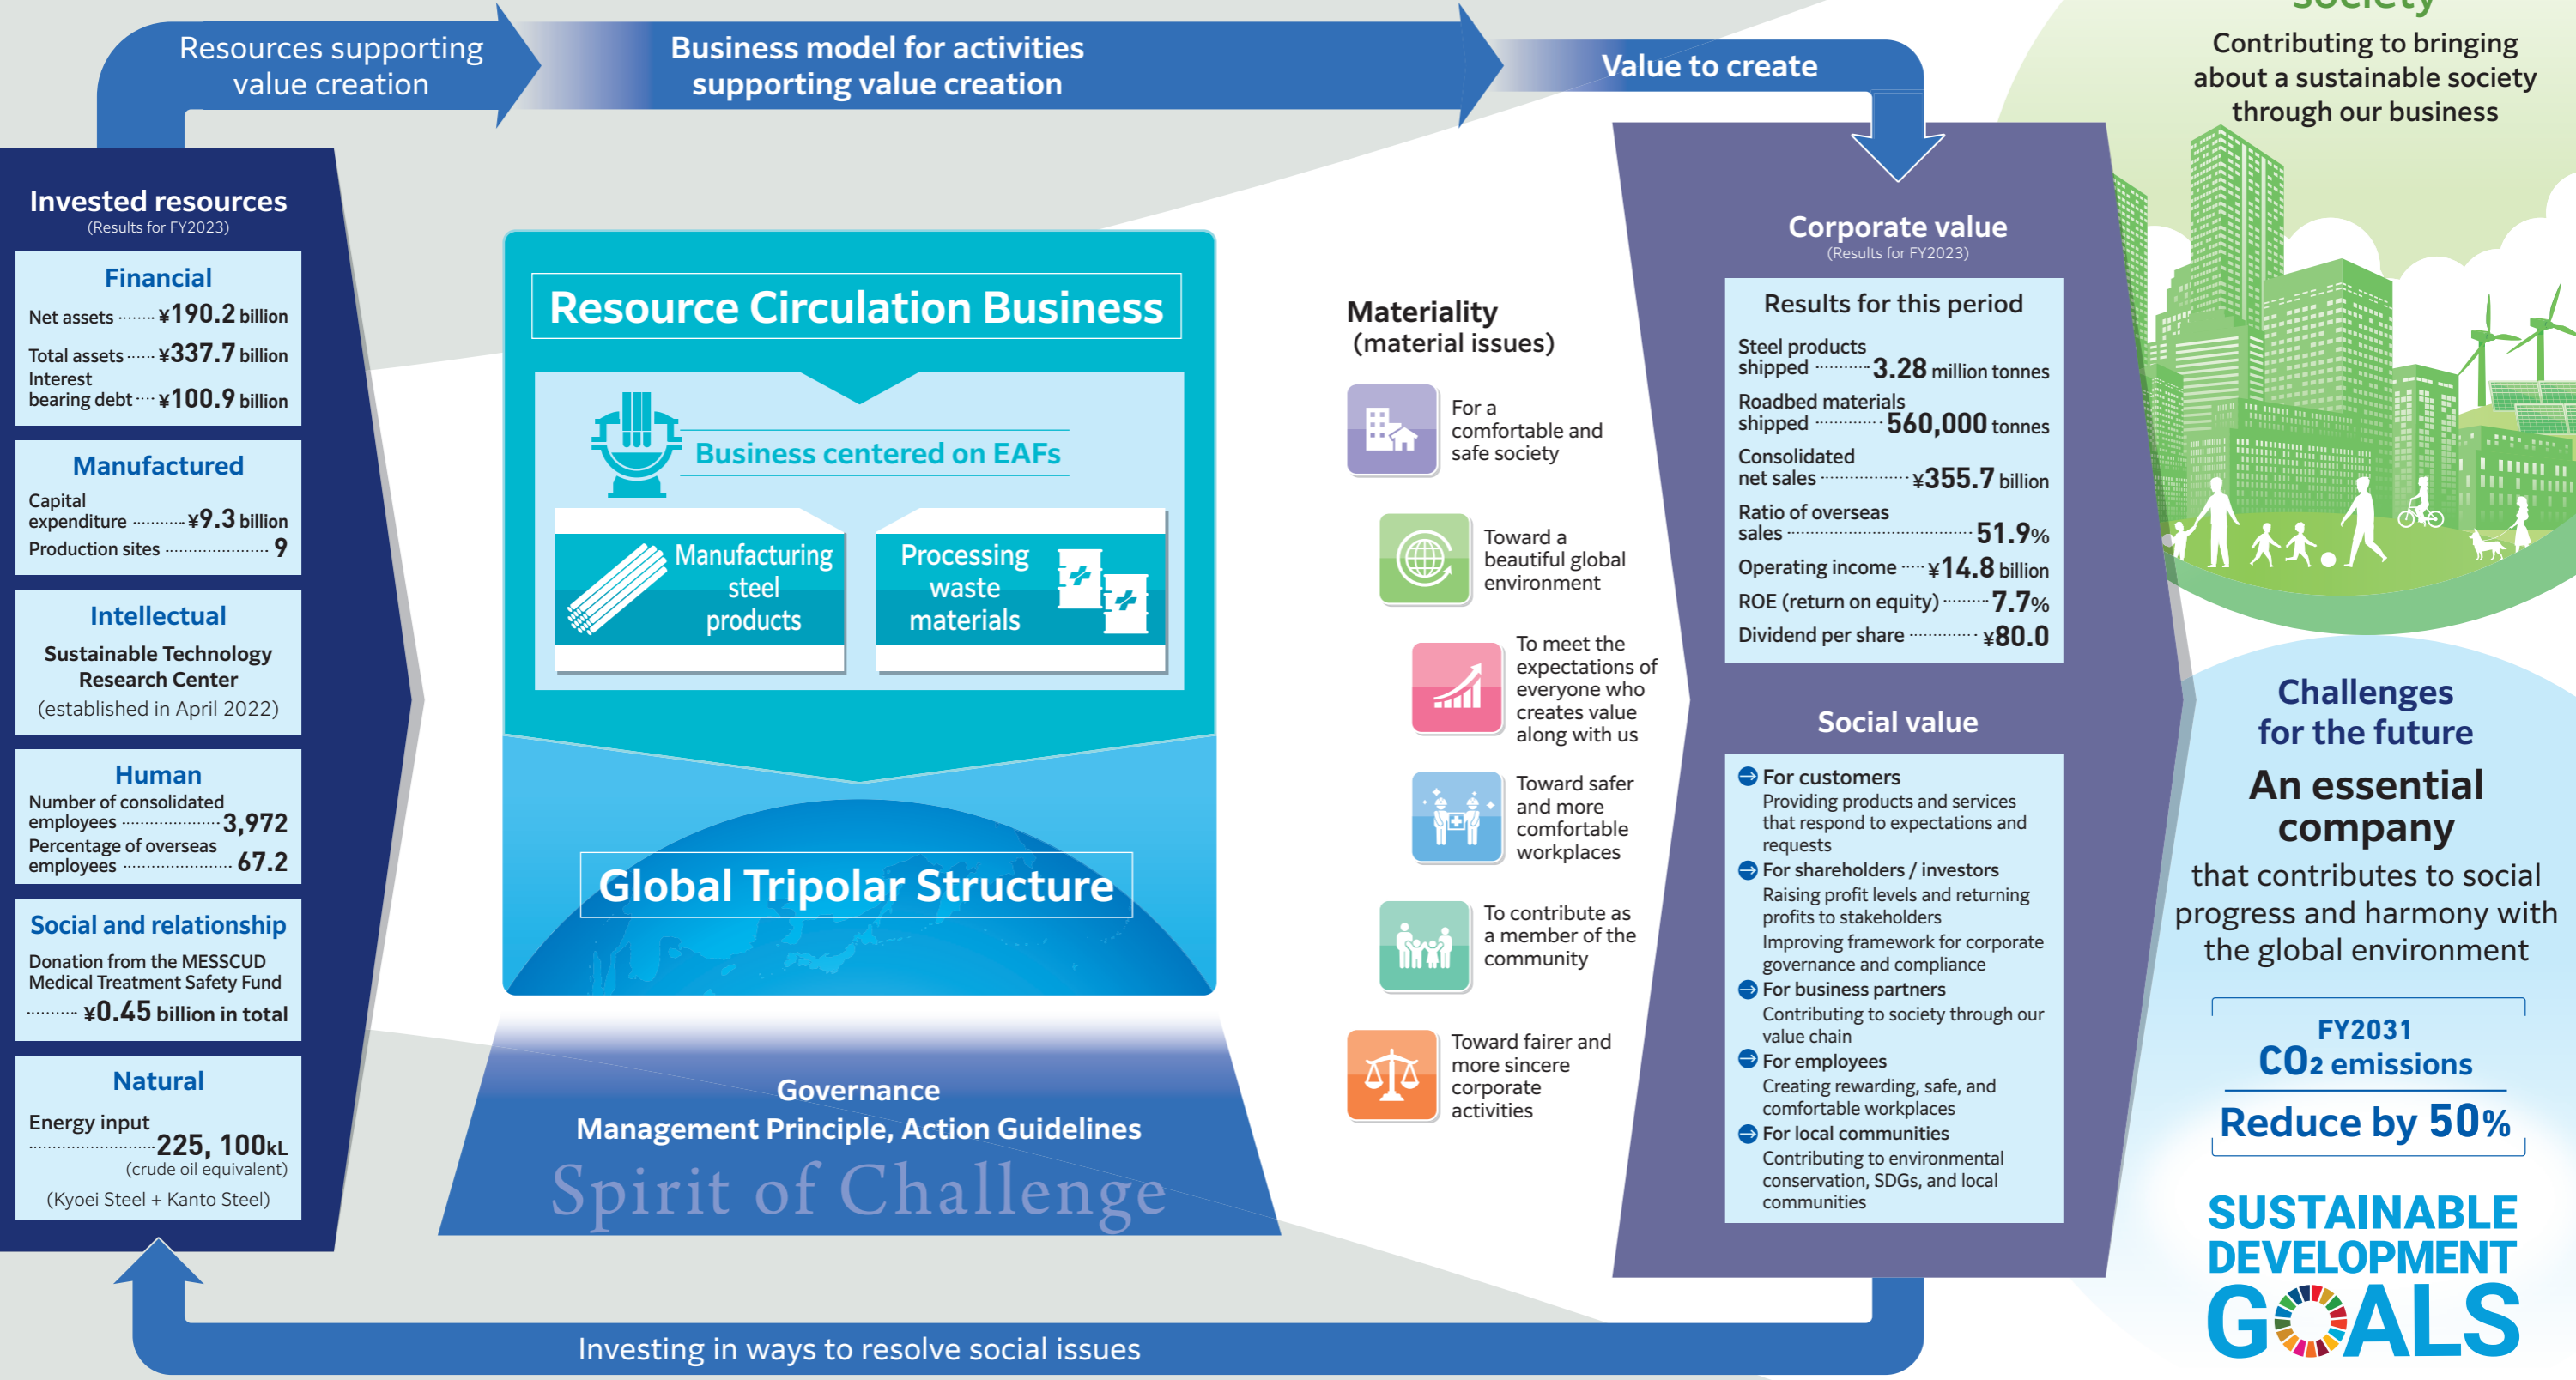 Resources supporting
value creation
Business model for activities
supporting value creation
Value to create
society
Contributing to bringing
about a sustainable society
through our business
Invested resources
(Results for FY2023)
Financial
Net assets ······· ¥190.2 billion
Total assets ····· ¥337.7 billion
Interest
bearing debt ···· ¥100.9 billion
Manufactured
Capital
expenditure ·········· ¥9.3 billion
Production sites ····················· 9
Intellectual
Sustainable Technology
Research Center
(established in April 2022)
Human
Number of consolidated
employees ··················· 3,972
Percentage of overseas
employees ····················· 67.2
Social and relationship
Donation from the MESSCUD
Medical Treatment Safety Fund
·········· ¥0.45 billion in total
Natural
Energy input
························· 225, 100kL
(crude oil equivalent)
(Kyoei Steel + Kanto Steel)
Resource Circulation Business
Business centered on EAFs
Manufacturing
steel
products
Processing
waste
materials
Global Tripolar Structure
Governance
Management Principle, Action Guidelines
Spirit of Challenge
Materiality
(material issues)
For a
comfortable and
safe society
Toward a
beautiful global
environment
To meet the
expectations of
everyone who
creates value
along with us
Toward safer
and more
comfortable
workplaces
To contribute as
a member of the
community
Toward fairer and
more sincere
corporate
activities
Corporate value
(Results for FY2023)
Results for this period
Steel products
shipped ·········· 3.28 million tonnes
Roadbed materials
shipped ············· 560,000 tonnes
Consolidated
net sales ················· ¥355.7 billion
Ratio of overseas
sales ···································· 51.9%
Operating income ···· ¥14.8 billion
ROE (return on equity) ········ 7.7%
Dividend per share ············· ¥80.0
Social value
For customers
Providing products and services
that respond to expectations and
requests
For shareholders / investors
Raising profit levels and returning
profits to stakeholders
Improving framework for corporate
governance and compliance
For business partners
Contributing to society through our
value chain
For employees
Creating rewarding, safe, and
comfortable workplaces
For local communities
Contributing to environmental
conservation, SDGs, and local
communities
Challenges
for the future
An essential
company
that contributes to social
progress and harmony with
the global environment
FY2031
CO₂ emissions
Reduce by 50%
SUSTAINABLE
DEVELOPMENT
GOALS
Investing in ways to resolve social issues